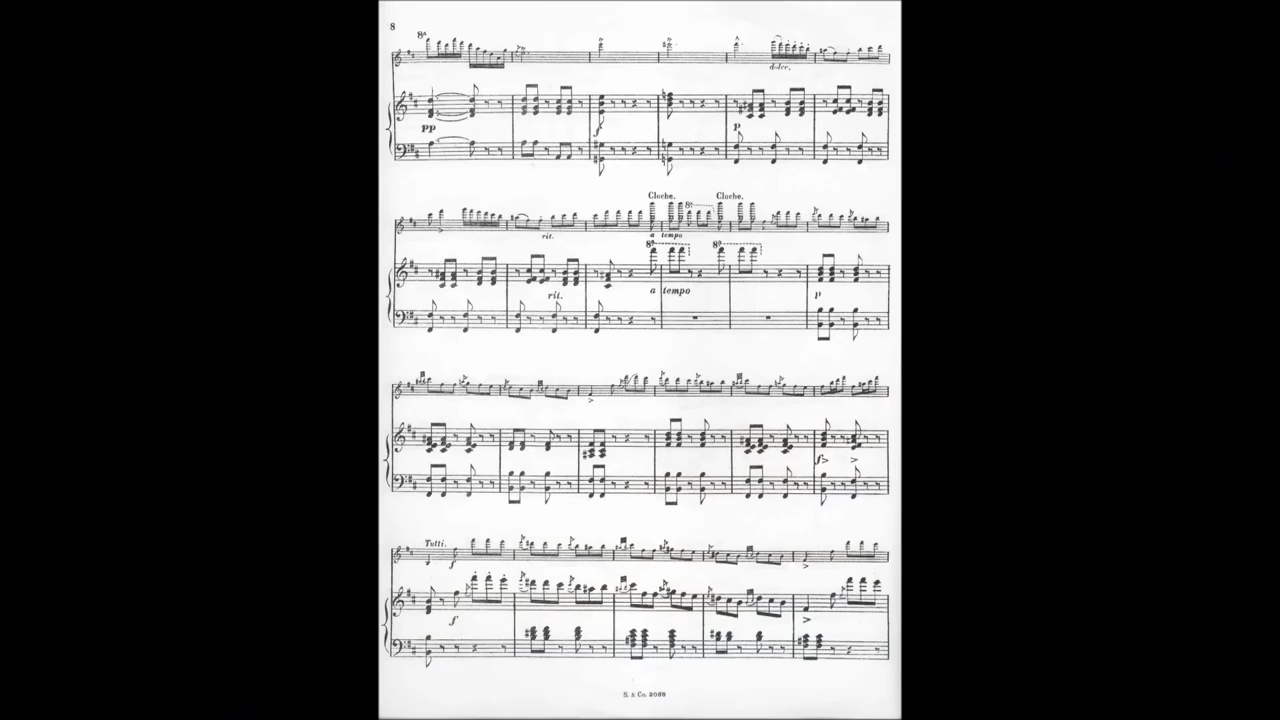 8
8ª
dolce.
pp
f
p
Cloche. Cloche.
8ª
rit.
a tempo
8ª 8ª
rit. a tempo
p
f
Tutti.
f
f
S. & Co. 2068